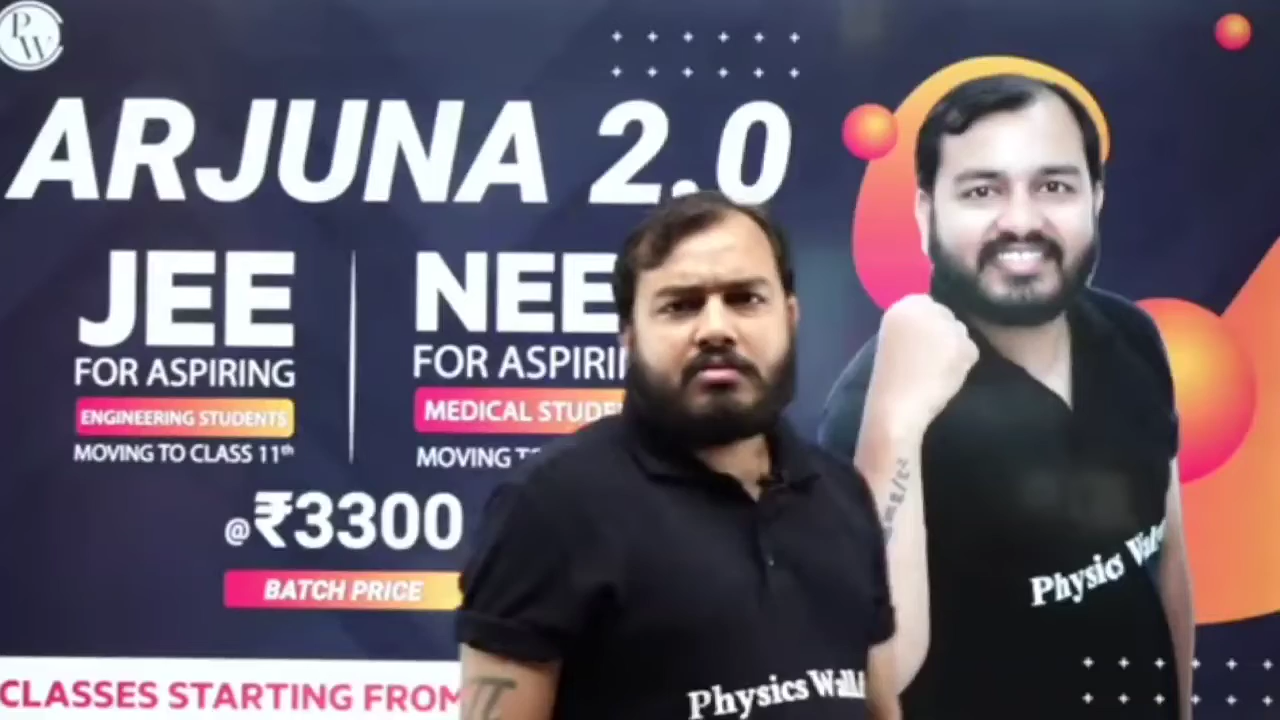 PW
ARJUNA 2.0
JEE
FOR ASPIRING
ENGINEERING STUDENTS
MOVING TO CLASS 11th
NEE
FOR ASPIRI
MEDICAL STUDE
MOVING
@₹3300
BATCH PRICE
CLASSES STARTING FROM
π
Physics Wall
Physics